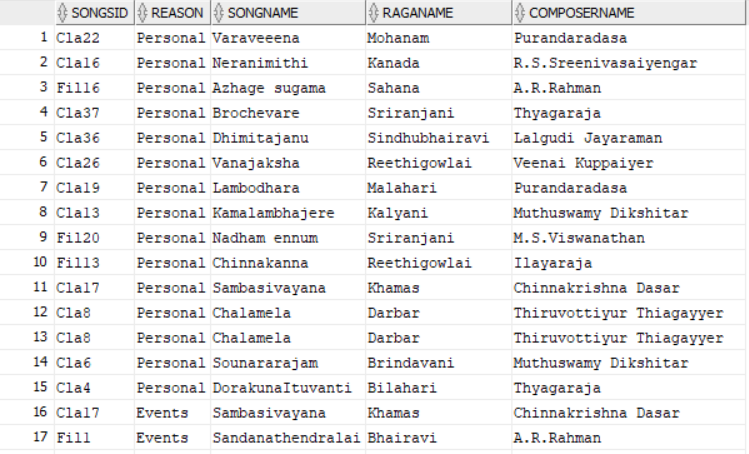 SONGSID REASON SONGNAME RAGANAME COMPOSERNAME
1 Cla22 Personal Varaveeena Mohanam Purandaradasa
2 Cla16 Personal Neranimithi Kanada R.S.Sreenivasaiyengar
3 Fil16 Personal Azhage sugama Sahana A.R.Rahman
4 Cla37 Personal Brochevare Sriranjani Thyagaraja
5 Cla36 Personal Dhimitajanu Sindhubhairavi Lalgudi Jayaraman
6 Cla26 Personal Vanajaksha Reethigowlai Veenai Kuppaiyer
7 Cla19 Personal Lambodhara Malahari Purandaradasa
8 Cla13 Personal Kamalambhajere Kalyani Muthuswamy Dikshitar
9 Fil20 Personal Nadham ennum Sriranjani M.S.Viswanathan
10 Fil13 Personal Chinnakanna Reethigowlai Ilayaraja
11 Cla17 Personal Sambasivayana Khamas Chinnakrishna Dasar
12 Cla8 Personal Chalamela Darbar Thiruvottiyur Thiagayyer
13 Cla8 Personal Chalamela Darbar Thiruvottiyur Thiagayyer
14 Cla6 Personal Sounararajam Brindavani Muthuswamy Dikshitar
15 Cla4 Personal DorakunaItuvanti Bilahari Thyagaraja
16 Cla17 Events Sambasivayana Khamas Chinnakrishna Dasar
17 Fil1 Events Sandanathendralai Bhairavi A.R.Rahman